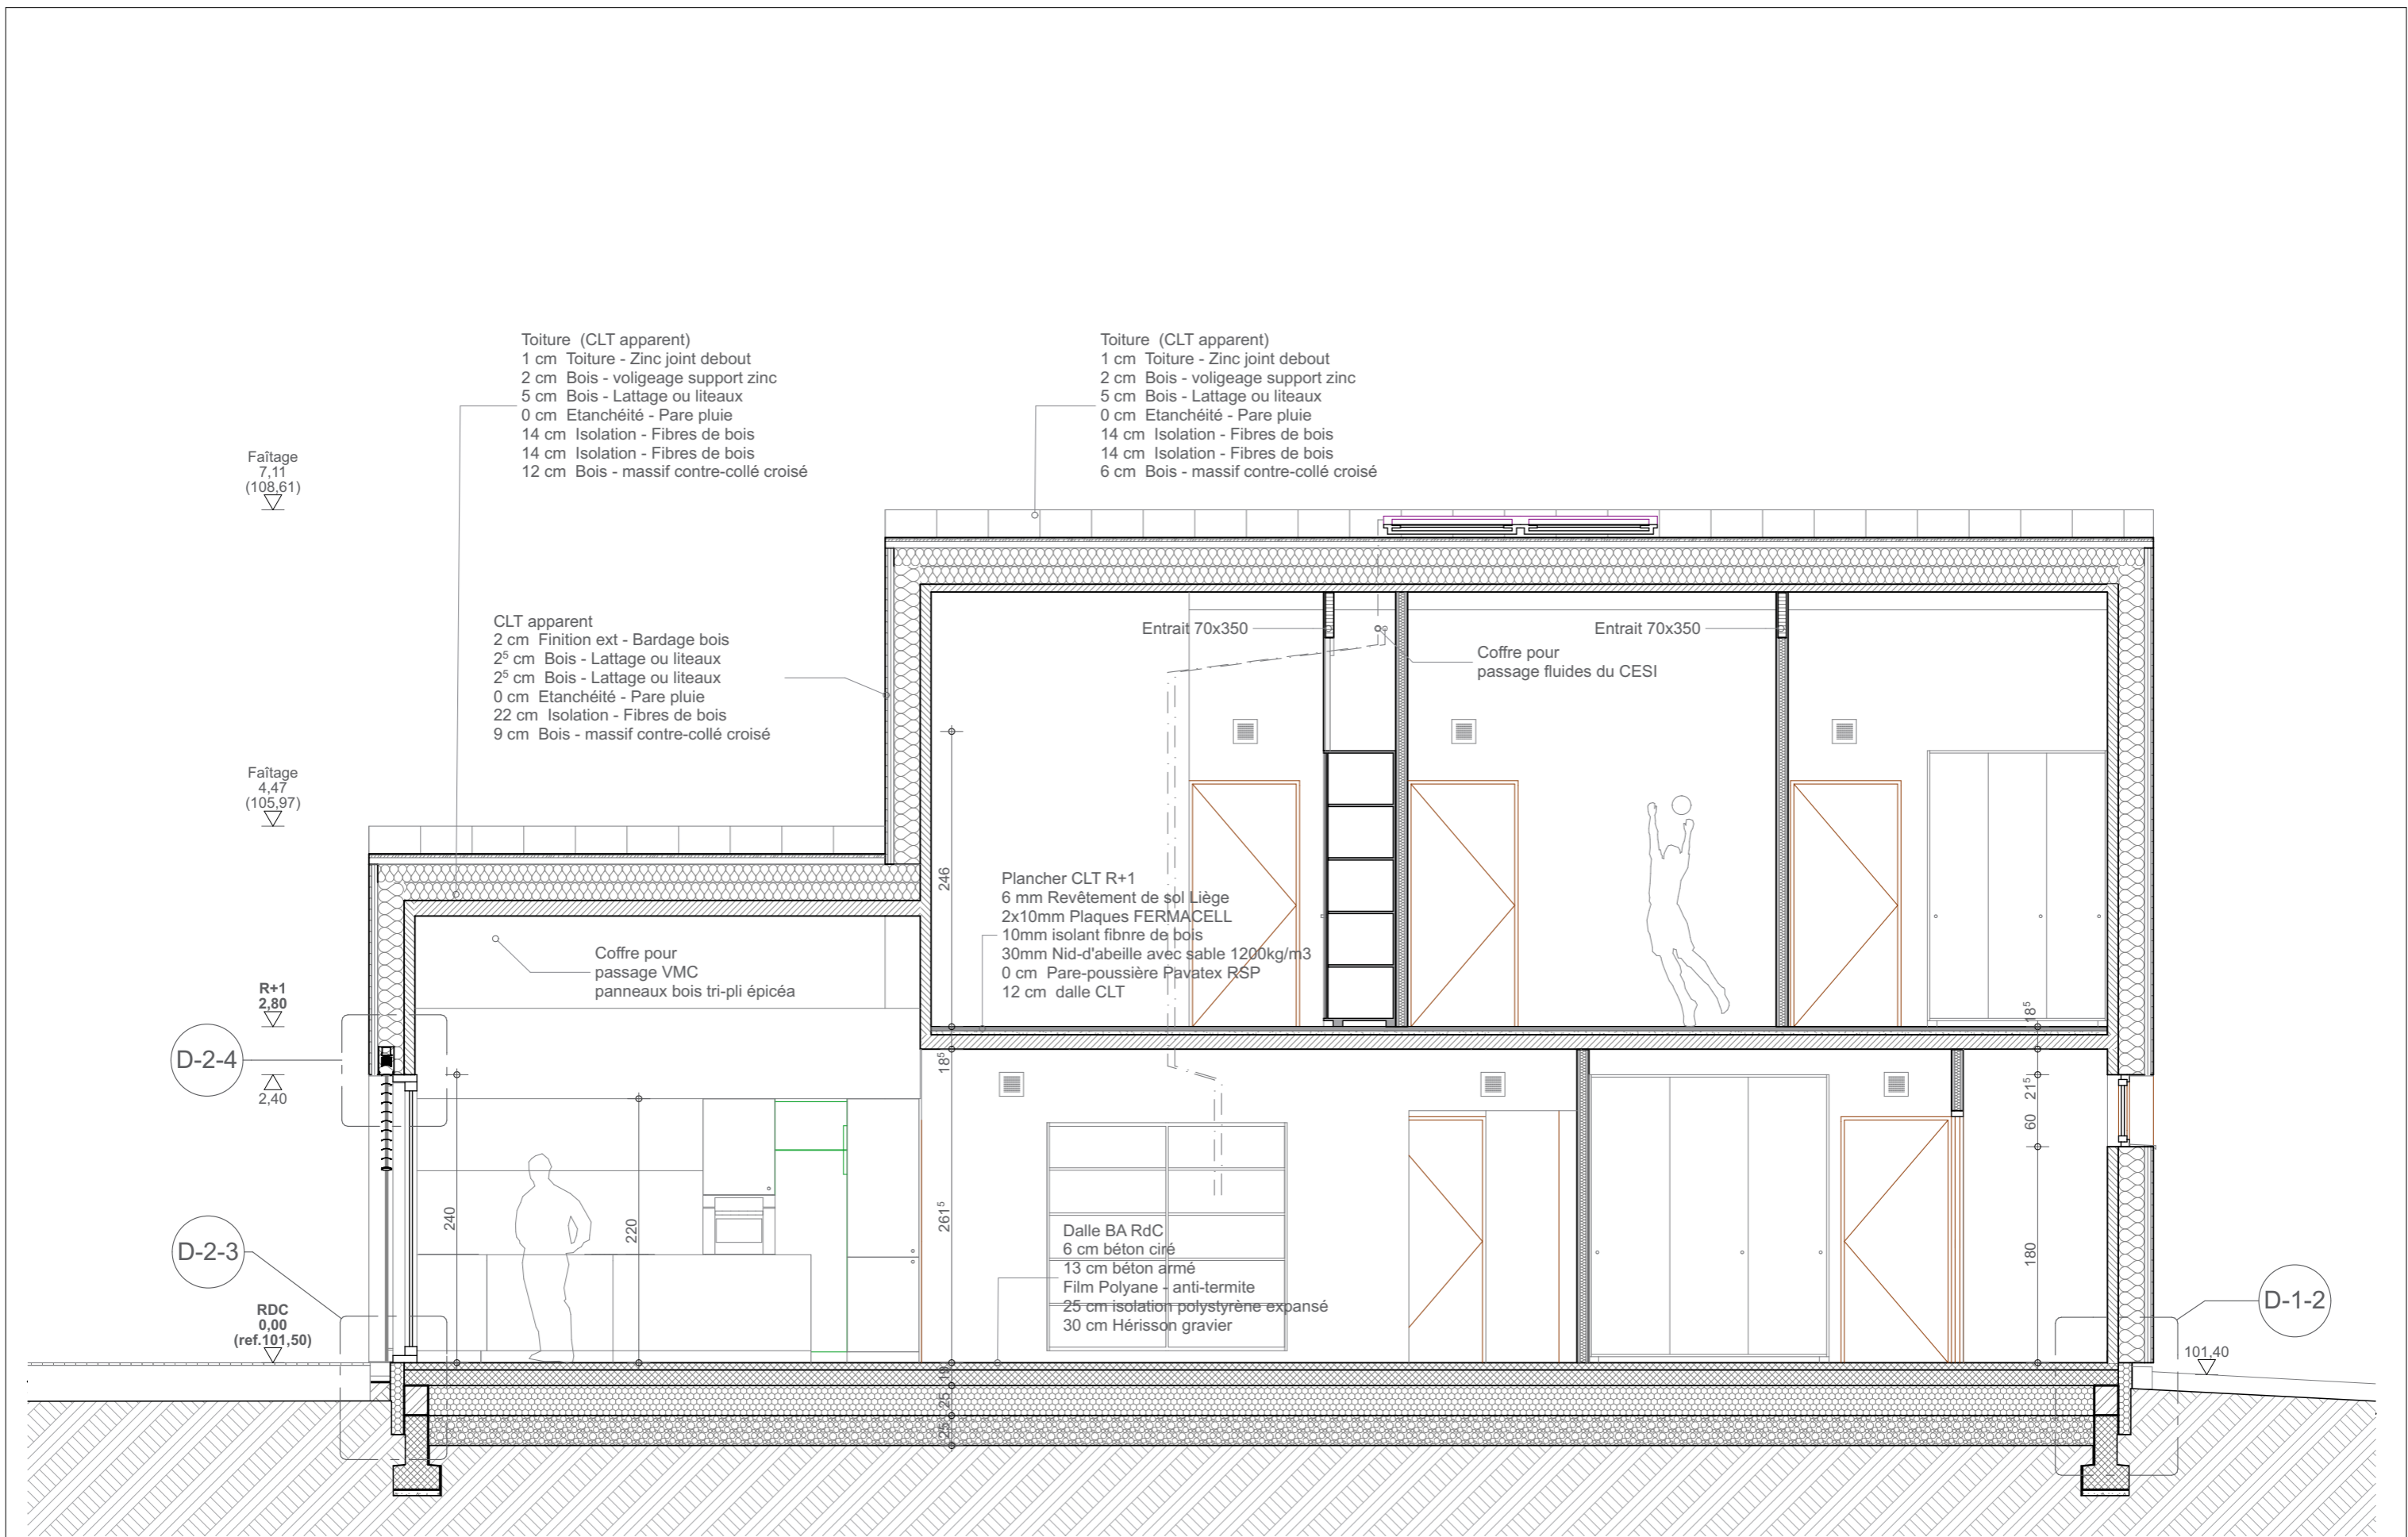 Toiture (CLT apparent)
1 cm Toiture - Zinc joint debout
2 cm Bois - voligeage support zinc
5 cm Bois - Lattage ou liteaux
0 cm Etanchéité - Pare pluie
14 cm Isolation - Fibres de bois
14 cm Isolation - Fibres de bois
12 cm Bois - massif contre-collé croisé
Toiture (CLT apparent)
1 cm Toiture - Zinc joint debout
2 cm Bois - voligeage support zinc
5 cm Bois - Lattage ou liteaux
0 cm Etanchéité - Pare pluie
14 cm Isolation - Fibres de bois
14 cm Isolation - Fibres de bois
6 cm Bois - massif contre-collé croisé
Faîtage
7,11
(108,61)
CLT apparent
2 cm Finition ext - Bardage bois
2⁵ cm Bois - Lattage ou liteaux
2⁵ cm Bois - Lattage ou liteaux
0 cm Etanchéité - Pare pluie
22 cm Isolation - Fibres de bois
9 cm Bois - massif contre-collé croisé
Entrait 70x350
Entrait 70x350
Coffre pour
passage fluides du CESI
Faîtage
4,47
(105,97)
246
Plancher CLT R+1
6 mm Revêtement de sol Liège
2x10mm Plaques FERMACELL
10mm isolant fibnre de bois
30mm Nid-d'abeille avec sable 1200kg/m3
0 cm Pare-poussière Pavatex RSP
12 cm dalle CLT
Coffre pour
passage VMC
panneaux bois tri-pli épicéa
R+1
2,80
D-2-4
2,40
18⁵
18⁵
21⁵
60
180
240
220
261⁵
Dalle BA RdC
6 cm béton ciré
13 cm béton armé
Film Polyane - anti-termite
25 cm isolation polystyrène expansé
30 cm Hérisson gravier
D-2-3
RDC
0,00
(ref.101,50)
D-1-2
101,40
19
25
25